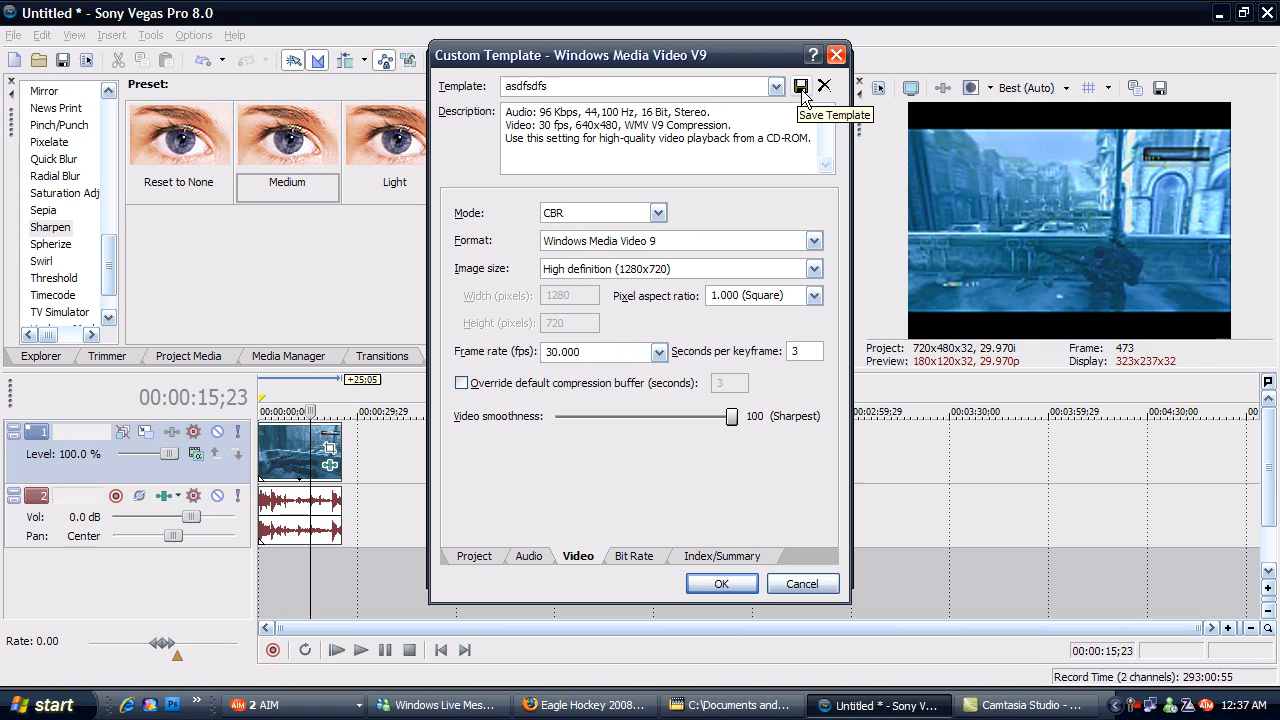 Untitled * - Sony Vegas Pro 8.0
File Edit View Insert Tools Options Help
Mirror
News Print
Pinch/Punch
Pixelate
Quick Blur
Radial Blur
Saturation Adj
Sepia
Sharpen
Spherize
Swirl
Threshold
Timecode
TV Simulator
Preset:
Reset to None
Medium
Light
Explorer Trimmer Project Media Media Manager Transitions
Custom Template - Windows Media Video V9
Template: asdfsdfs
Save Template
Description:
Audio: 96 Kbps, 44,100 Hz, 16 Bit, Stereo.
Video: 30 fps, 640x480, WMV V9 Compression.
Use this setting for high-quality video playback from a CD-ROM.
Mode: CBR
Format: Windows Media Video 9
Image size: High definition (1280x720)
Width (pixels): 1280 Pixel aspect ratio: 1.000 (Square)
Height (pixels): 720
Frame rate (fps): 30.000 Seconds per keyframe: 3
Override default compression buffer (seconds): 3
Video smoothness: 100 (Sharpest)
Project Audio Video Bit Rate Index/Summary
OK Cancel
Best (Auto)
Project: 720x480x32, 29.970i Frame: 473
Preview: 180x120x32, 29.970p Display: 323x237x32
00:00:15;23
+25;05
00:00:00;00 00:00:29;29 00:02:59;29 00:03:30;00 00:03:59;29 00:04:30;00 00
1
Level: 100.0 %
2
Vol: 0.0 dB
Pan: Center
Rate: 0.00
00:00:15;23
Record Time (2 channels): 293:00:55
start 2 AIM Windows Live Mes... Eagle Hockey 2008... C:\Documents and... Untitled * - Sony V... Camtasia Studio - ... 12:37 AM